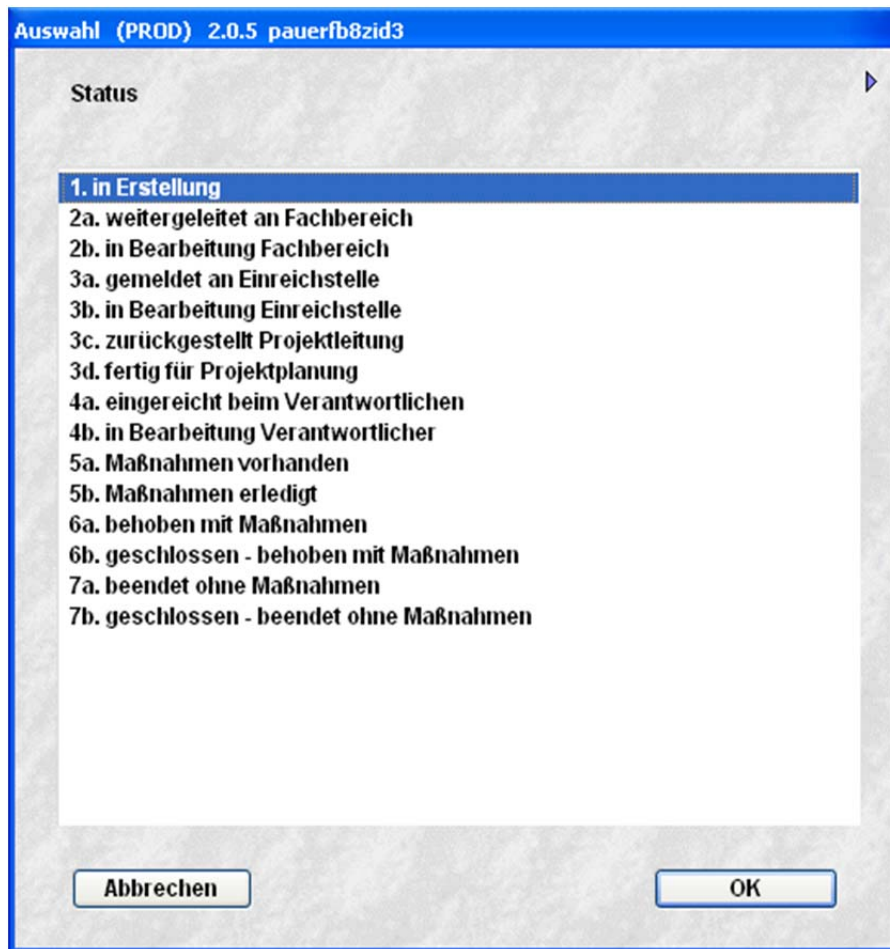 Auswahl (PROD) 2.0.5 pauerfb8zid3
Status
1. in Erstellung
2a. weitergeleitet an Fachbereich
2b. in Bearbeitung Fachbereich
3a. gemeldet an Einreichstelle
3b. in Bearbeitung Einreichstelle
3c. zurückgestellt Projektleitung
3d. fertig für Projektplanung
4a. eingereicht beim Verantwortlichen
4b. in Bearbeitung Verantwortlicher
5a. Maßnahmen vorhanden
5b. Maßnahmen erledigt
6a. behoben mit Maßnahmen
6b. geschlossen - behoben mit Maßnahmen
7a. beendet ohne Maßnahmen
7b. geschlossen - beendet ohne Maßnahmen
Abbrechen OK